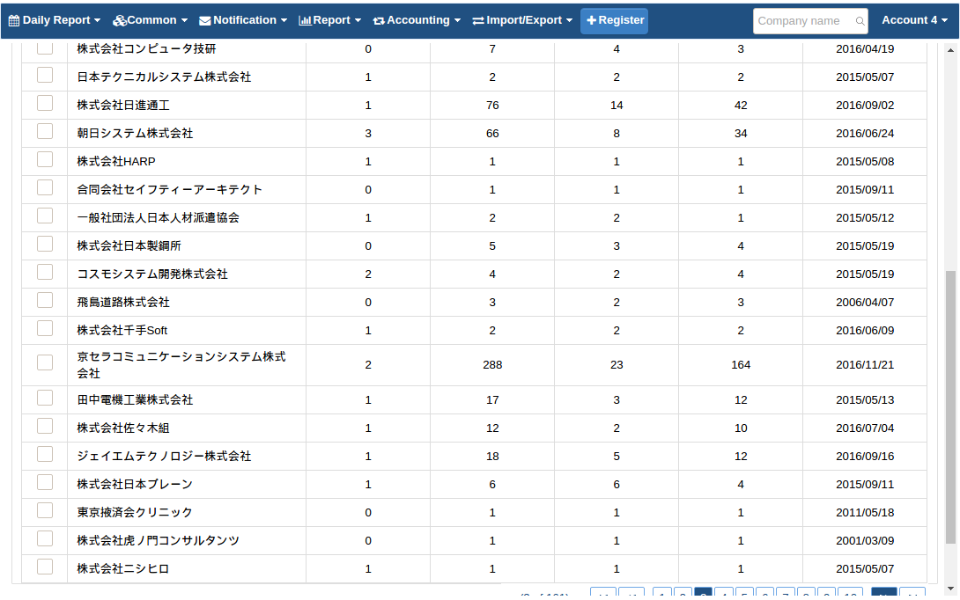 Daily Report Common Notification Report Accounting Import/Export + Register Company name Account 4
株式会社コンピュータ技研 0 7 4 3 2016/04/19
日本テクニカルシステム株式会社 1 2 2 2 2015/05/07
株式会社日進通工 1 76 14 42 2016/09/02
朝日システム株式会社 3 66 8 34 2016/06/24
株式会社HARP 1 1 1 1 2015/05/08
合同会社セイフティーアーキテクト 0 1 1 1 2015/09/11
一般社団法人日本人材派遣協会 1 2 2 1 2015/05/12
株式会社日本製鋼所 0 5 3 4 2015/05/19
コスモシステム開発株式会社 2 4 2 4 2015/05/19
飛鳥道路株式会社 0 3 2 3 2006/04/07
株式会社千手Soft 1 2 2 2 2016/06/09
京セラコミュニケーションシステム株式
会社 2 288 23 164 2016/11/21
田中電機工業株式会社 1 17 3 12 2015/05/13
株式会社佐々木組 1 12 2 10 2016/07/04
ジェイエムテクノロジー株式会社 1 18 5 12 2016/09/16
株式会社日本ブレーン 1 6 6 4 2015/09/11
東京掖済会クリニック 0 1 1 1 2011/05/18
株式会社虎ノ門コンサルタンツ 0 1 1 1 2001/03/09
株式会社ニシヒロ 1 1 1 1 2015/05/07